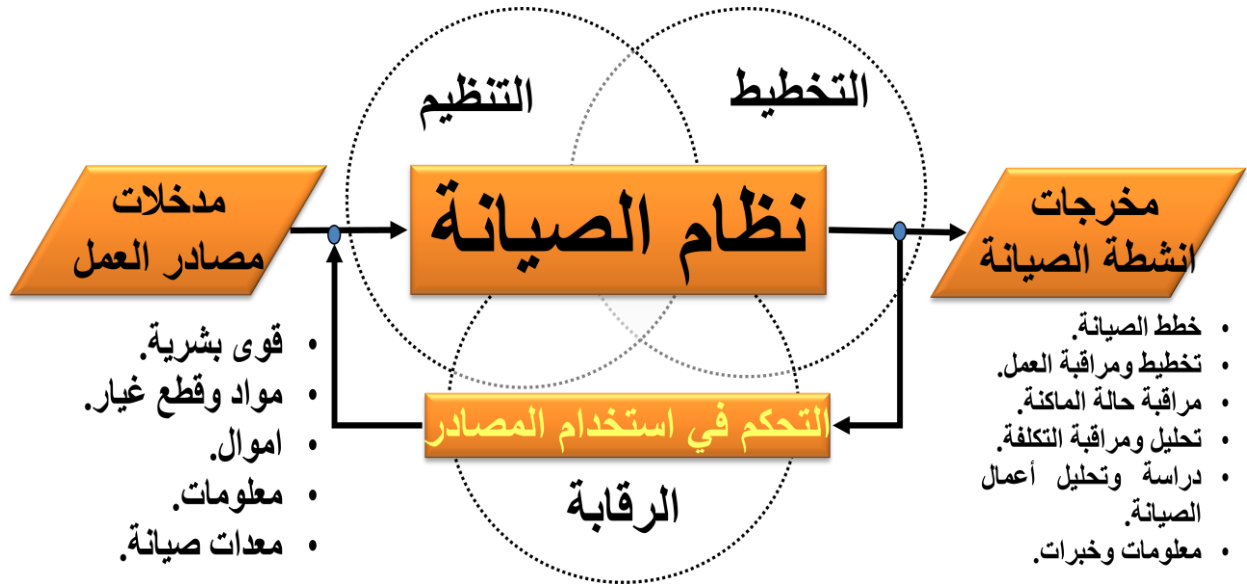 التخطيط
التنظيم
مخرجات
انشطة الصيانة
نظام الصيانة
مدخلات
مصادر العمل
• خطط الصيانة.
• تخطيط ومراقبة العمل.
• مراقبة حالة الماكنة.
• تحليل ومراقبة التكلفة.
• دراسة وتحليل أعمال
الصيانة.
• معلومات وخبرات.
التحكم في استخدام المصادر
الرقابة
• قوى بشرية.
• مواد وقطع غيار.
• اموال.
• معلومات.
• معدات صيانة.